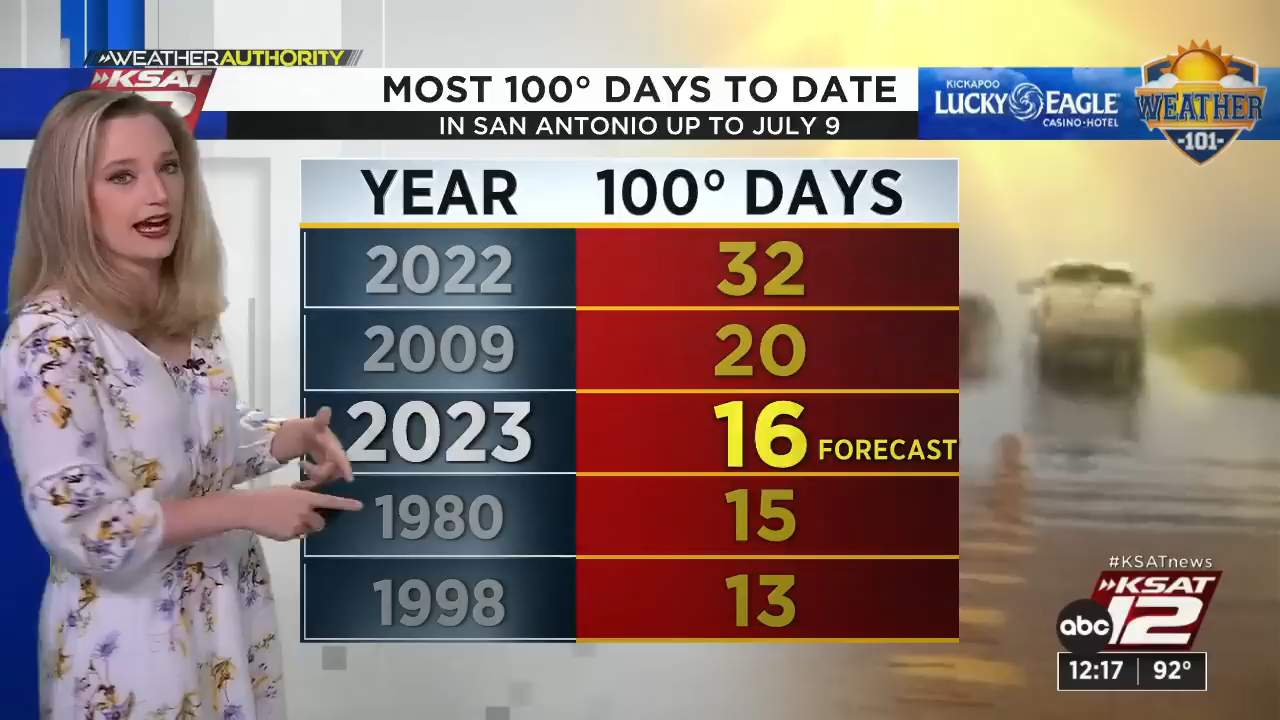 WEATHERAUTHORITY
KSAT
MOST 100° DAYS TO DATE
IN SAN ANTONIO UP TO JULY 9
KICKAPOO
LUCKY EAGLE
CASINO·HOTEL
WEATHER
-101-
YEAR 100° DAYS
2022 32
2009 20
2023 16 FORECAST
1980 15
1998 13
#KSATnews
KSAT
abc 12
12:17 92°